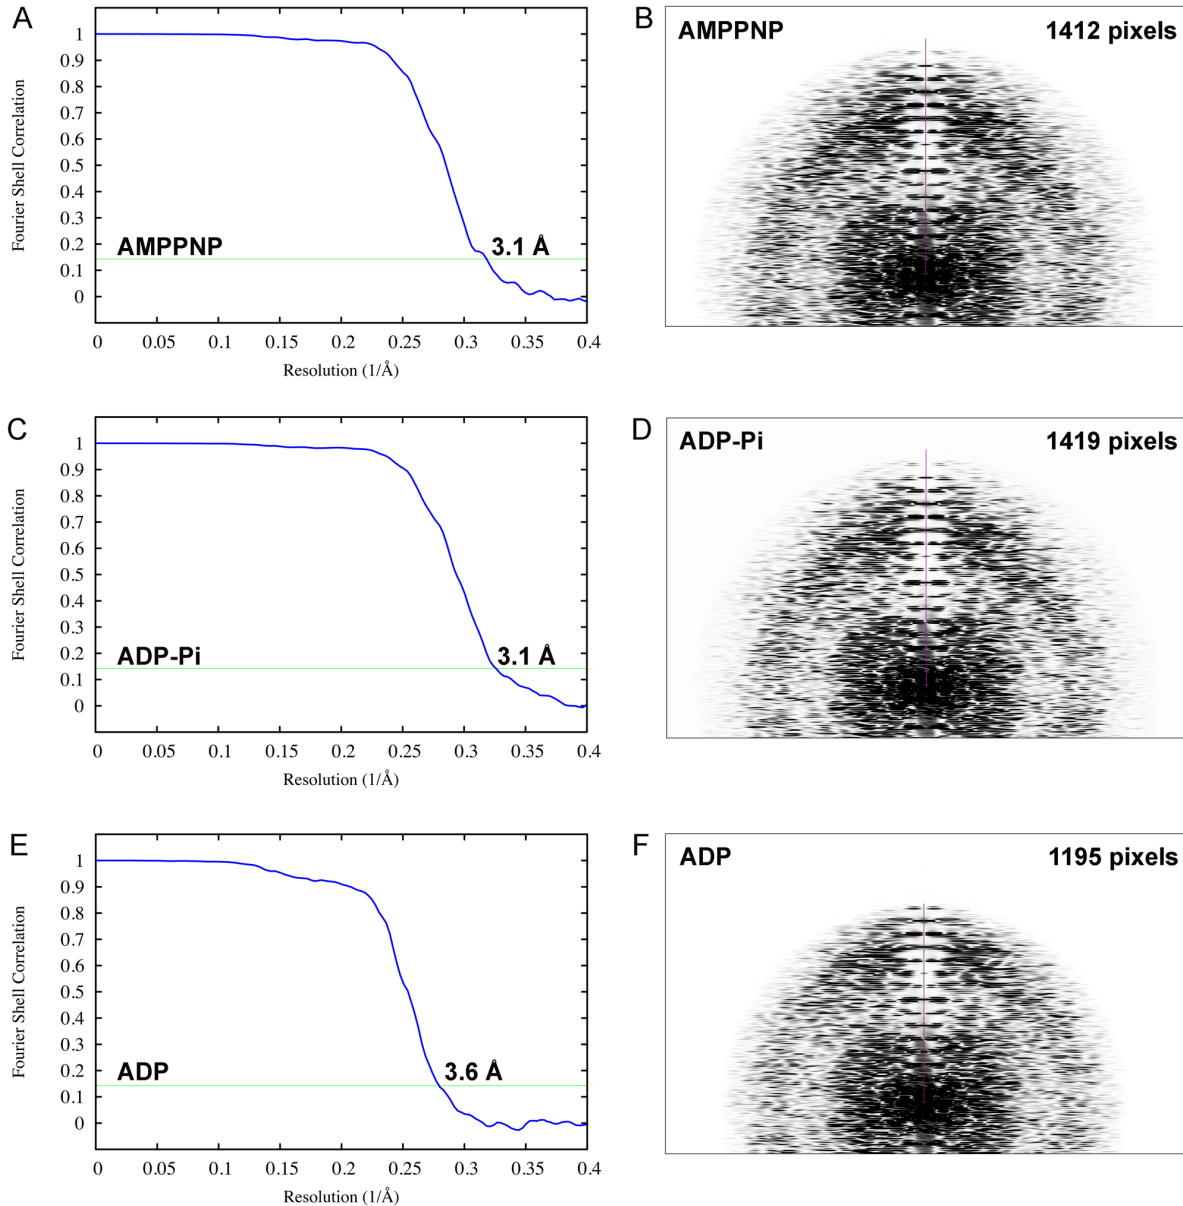 A
Fourier Shell Correlation
1
0.9
0.8
0.7
0.6
0.5
0.4
0.3
0.2
0.1
0
AMPPNP
3.1 Å
0 0.05 0.1 0.15 0.2 0.25 0.3 0.35 0.4
Resolution (1/Å)
B
AMPPNP 1412 pixels
C
Fourier Shell Correlation
1
0.9
0.8
0.7
0.6
0.5
0.4
0.3
0.2
0.1
0
ADP-Pi
3.1 Å
0 0.05 0.1 0.15 0.2 0.25 0.3 0.35 0.4
Resolution (1/Å)
D
ADP-Pi 1419 pixels
E
Fourier Shell Correlation
1
0.9
0.8
0.7
0.6
0.5
0.4
0.3
0.2
0.1
0
ADP
3.6 Å
0 0.05 0.1 0.15 0.2 0.25 0.3 0.35 0.4
Resolution (1/Å)
F
ADP 1195 pixels